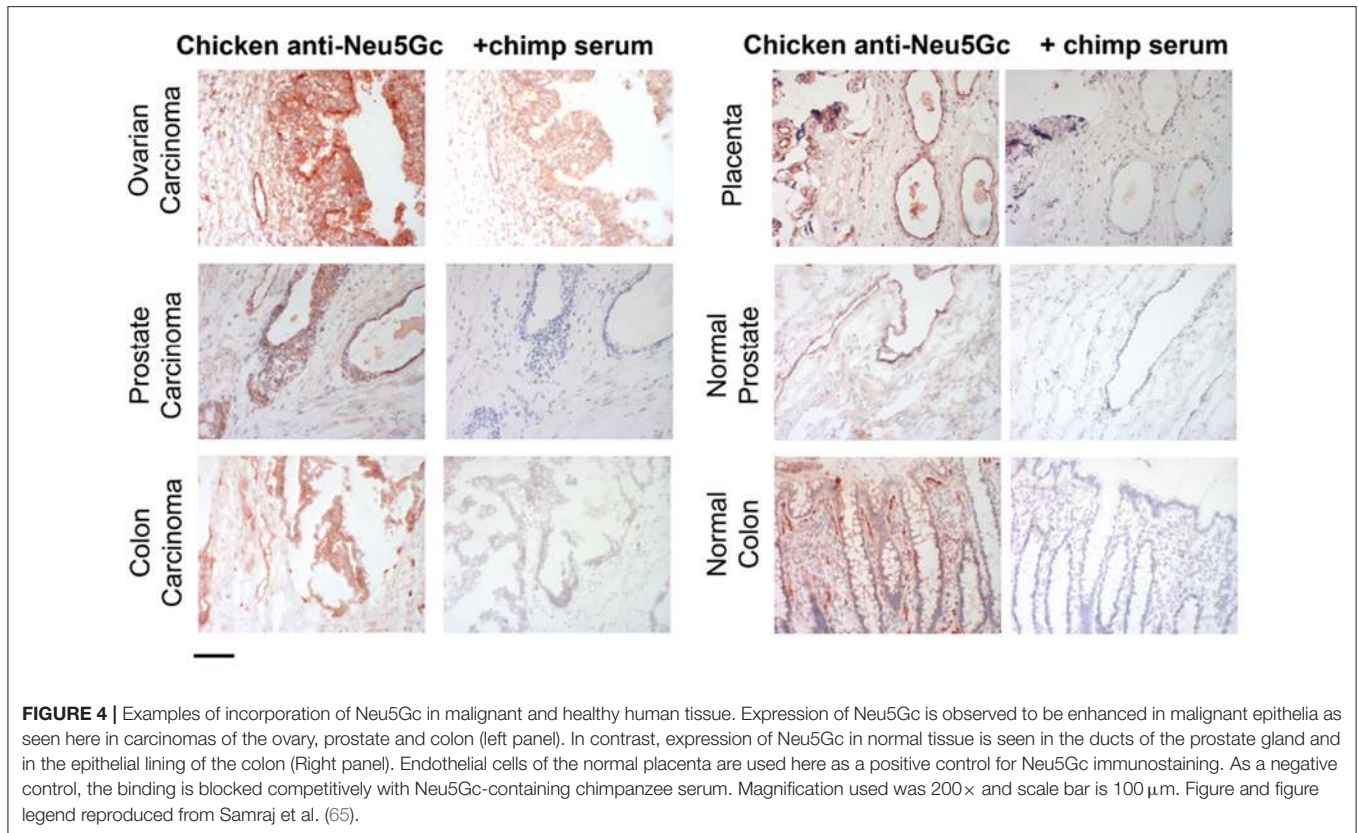 Chicken anti-Neu5Gc +chimp serum
Chicken anti-Neu5Gc + chimp serum
Ovarian
Carcinoma
Placenta
Prostate
Carcinoma
Normal
Prostate
Colon
Carcinoma
Normal
Colon
FIGURE 4 | Examples of incorporation of Neu5Gc in malignant and healthy human tissue. Expression of Neu5Gc is observed to be enhanced in malignant epithelia as
seen here in carcinomas of the ovary, prostate and colon (left panel). In contrast, expression of Neu5Gc in normal tissue is seen in the ducts of the prostate gland and
in the epithelial lining of the colon (Right panel). Endothelial cells of the normal placenta are used here as a positive control for Neu5Gc immunostaining. As a negative
control, the binding is blocked competitively with Neu5Gc-containing chimpanzee serum. Magnification used was 200× and scale bar is 100 μm. Figure and figure
legend reproduced from Samraj et al. (65).